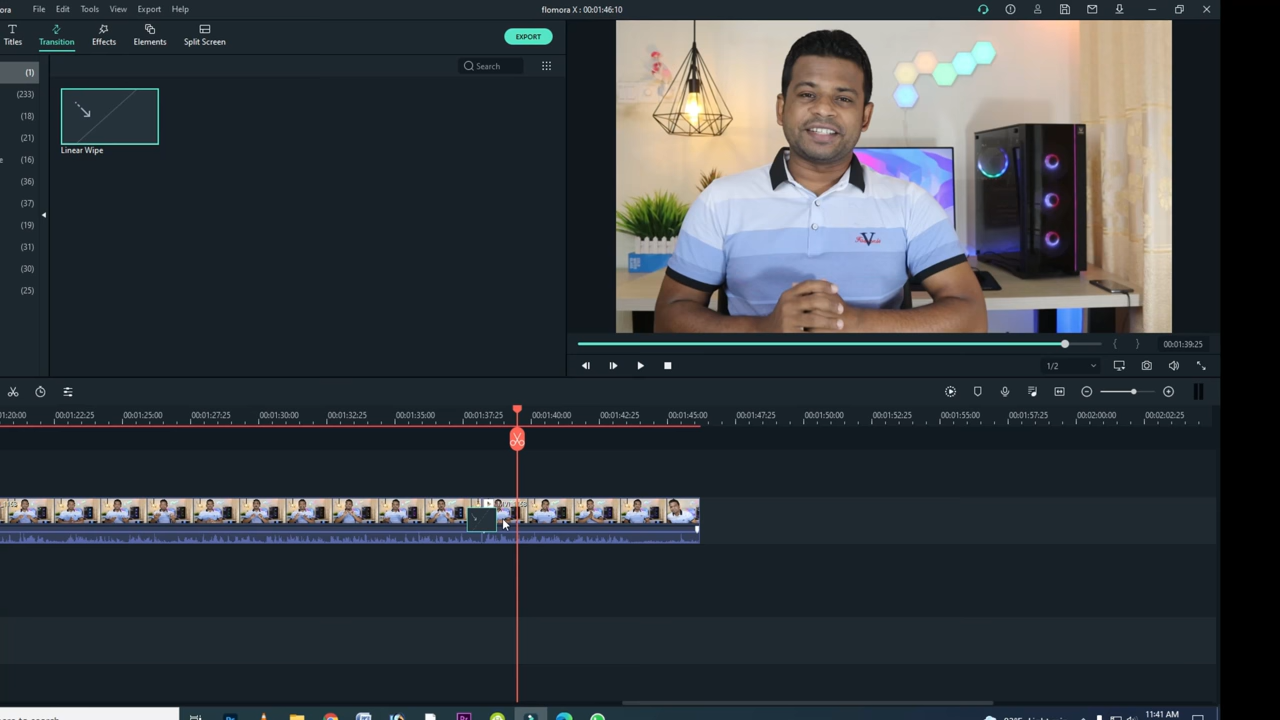 ora File Edit Tools View Export Help flomora X : 00:01:46:10
Titles Transition Effects Elements Split Screen EXPORT
(1) Search
(233)
(18)
(21)
(16)
(36)
(37)
(19)
(31)
(30)
(25)
Linear Wipe
V
00:01:39:25
1/2
01:20:00 00:01:22:25 00:01:25:00 00:01:27:25 00:01:30:00 00:01:32:25 00:01:35:00 00:01:37:25 00:01:40:00 00:01:42:25 00:01:45:00 00:01:47:25 00:01:50:00 00:01:52:25 00:01:55:00 00:01:57:25 00:02:00:00 00:02:02:25
ere to search
11:41 AM